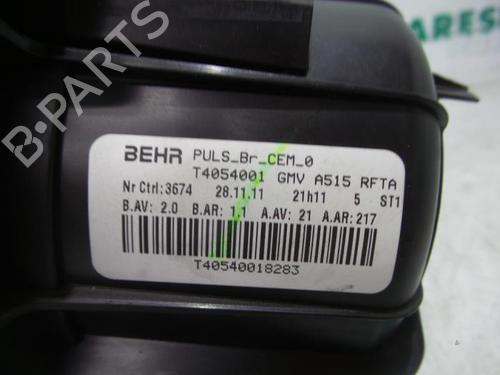 BEHR PULS_Br_CEM_0
T4054001 GMV A515 RFTA
Nr Ctrl:3674 28.11.11 21h11 5 ST1
B.AV: 2.0 B.AR: 1.1 A.AV: 21 A.AR:217
T40540018283